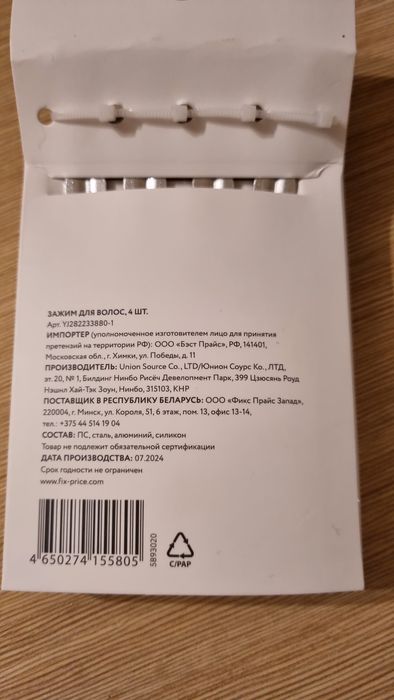 ЗАЖИМ ДЛЯ ВОЛОС, 4 ШТ.
Арт. YJ282233880-1
ИМПОРТЕР (уполномоченное изготовителем лицо для принятия
претензий на территории РФ): ООО «Бэст Прайс», РФ, 141401,
Московская обл., г. Химки, ул. Победы, д. 11
ПРОИЗВОДИТЕЛЬ: Union Source Co., LTD/Юнион Соурс Ко., ЛТД,
эт. 20, № 1, Билдинг Нинбо Рисёч Девелопмент Парк, 399 Цзюсянь Роуд
Нэшнл Хай-Тэк Зоун, Нинбо, 315103, КНР
ПОСТАВЩИК В РЕСПУБЛИКУ БЕЛАРУСЬ: ООО «Фикс Прайс Запад»,
220004, г. Минск, ул. Короля, 51, 6 этаж, пом. 13, офис 13-14,
тел.: +375 44 514 19 04
СОСТАВ: ПС, сталь, алюминий, силикон
Товар не подлежит обязательной сертификации
ДАТА ПРОИЗВОДСТВА: 07.2024
Срок годности не ограничен
www.fix-price.com
4 650274 155805
5893020
C/PAP